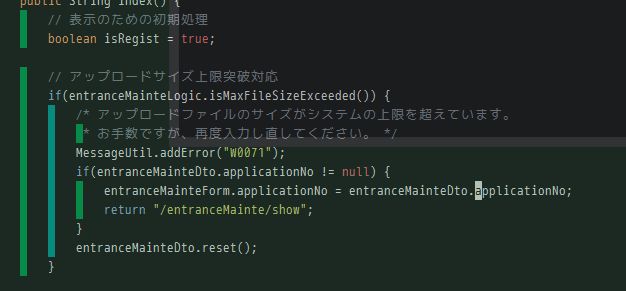 public String index() {
// 表示のための初期処理
boolean isRegist = true;
// アップロードサイズ上限突破対応
if(entranceMainteLogic.isMaxFileSizeExceeded()) {
/* アップロードファイルのサイズがシステムの上限を超えています。
* お手数ですが、再度入力し直してください。 */
MessageUtil.addError("W0071");
if(entranceMainteDto.applicationNo != null) {
entranceMainteForm.applicationNo = entranceMainteDto.applicationNo;
return "/entranceMainte/show";
}
entranceMainteDto.reset();
}